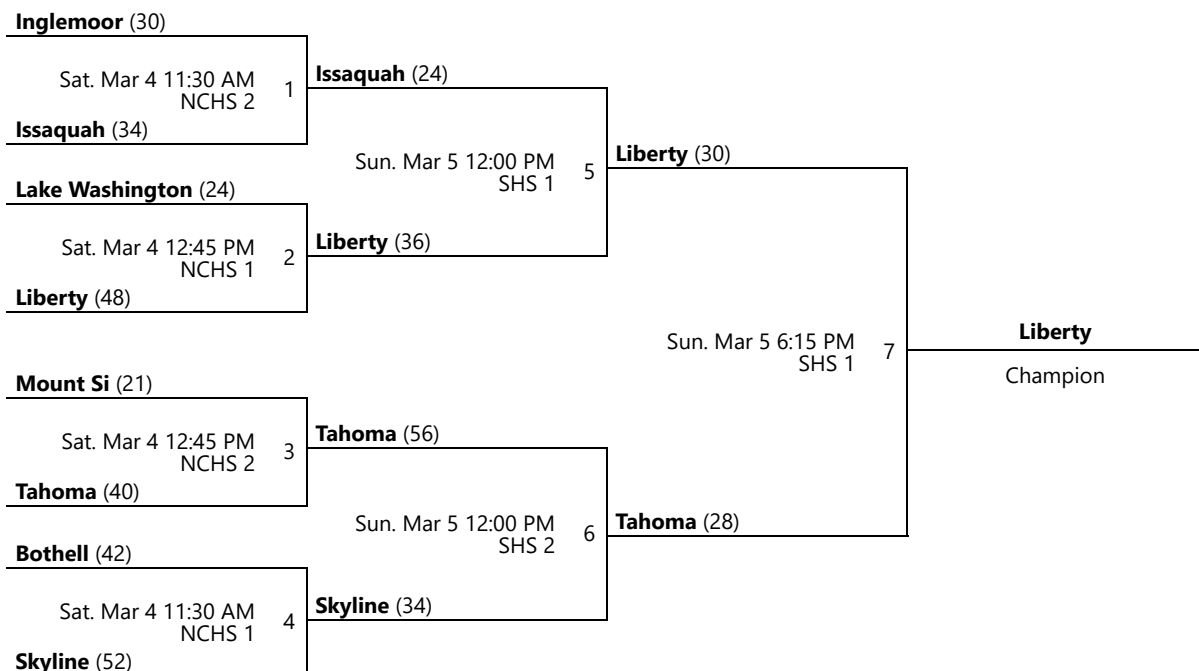 Inglemoor (30)
Sat. Mar 4 11:30 AM
NCHS 2
1
Issaquah (34)
Lake Washington (24)
Sat. Mar 4 12:45 PM
NCHS 1
2
Liberty (48)
Mount Si (21)
Sat. Mar 4 12:45 PM
NCHS 2
3
Tahoma (40)
Bothell (42)
Sat. Mar 4 11:30 AM
NCHS 1
4
Skyline (52)
Issaquah (24)
Sun. Mar 5 12:00 PM
SHS 1
5
Liberty (36)
Tahoma (56)
Sun. Mar 5 12:00 PM
SHS 2
6
Skyline (34)
Liberty (30)
Sun. Mar 5 6:15 PM
SHS 1
7
Tahoma (28)
Liberty
Champion